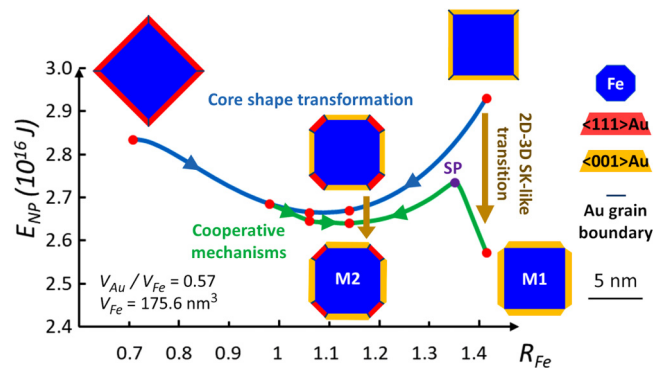 3.0
2.9
2.8
2.7
2.6
2.5
2.4
E_NP (10^16 J)
0.7
0.8
0.9
1
1.1
1.2
1.3
1.4
R_Fe
Core shape transformation
Cooperative
mechanisms
V_Au / V_Fe = 0.57
V_Fe = 175.6 nm^3
M2
SP
2D-3D SK-like
transition
M1
Fe
<111>Au
<001>Au
Au grain
boundary
5 nm